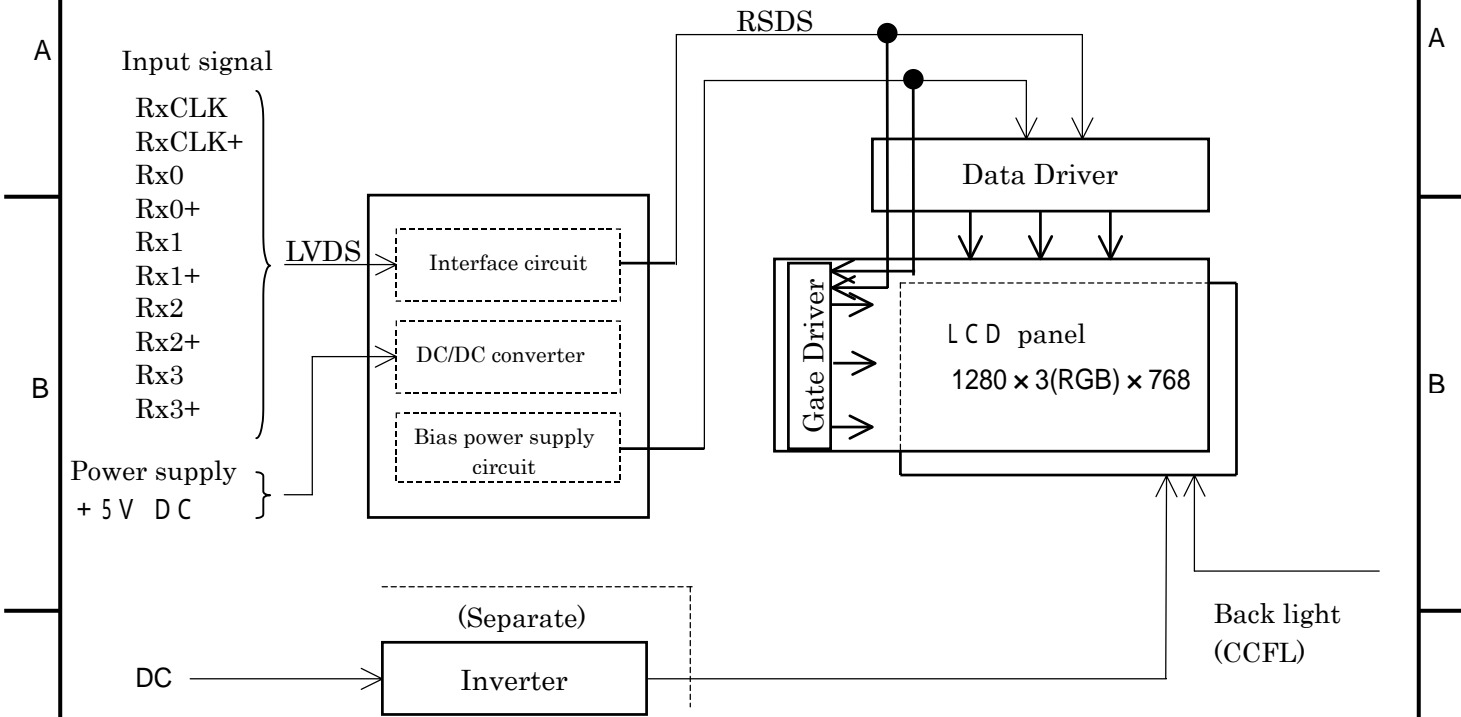 RSDS
A
A
Input signal
RxCLK
RxCLK+
Rx0
Rx0+
Rx1
Rx1+
Rx2
Rx2+
Rx3
Rx3+
LVDS
Interface circuit
DC/DC converter
Bias power supply
circuit
Data Driver
Gate Driver
LCD panel
1280 × 3(RGB) × 768
B
B
Power supply
+5V DC
(Separate)
Back light
(CCFL)
DC
Inverter